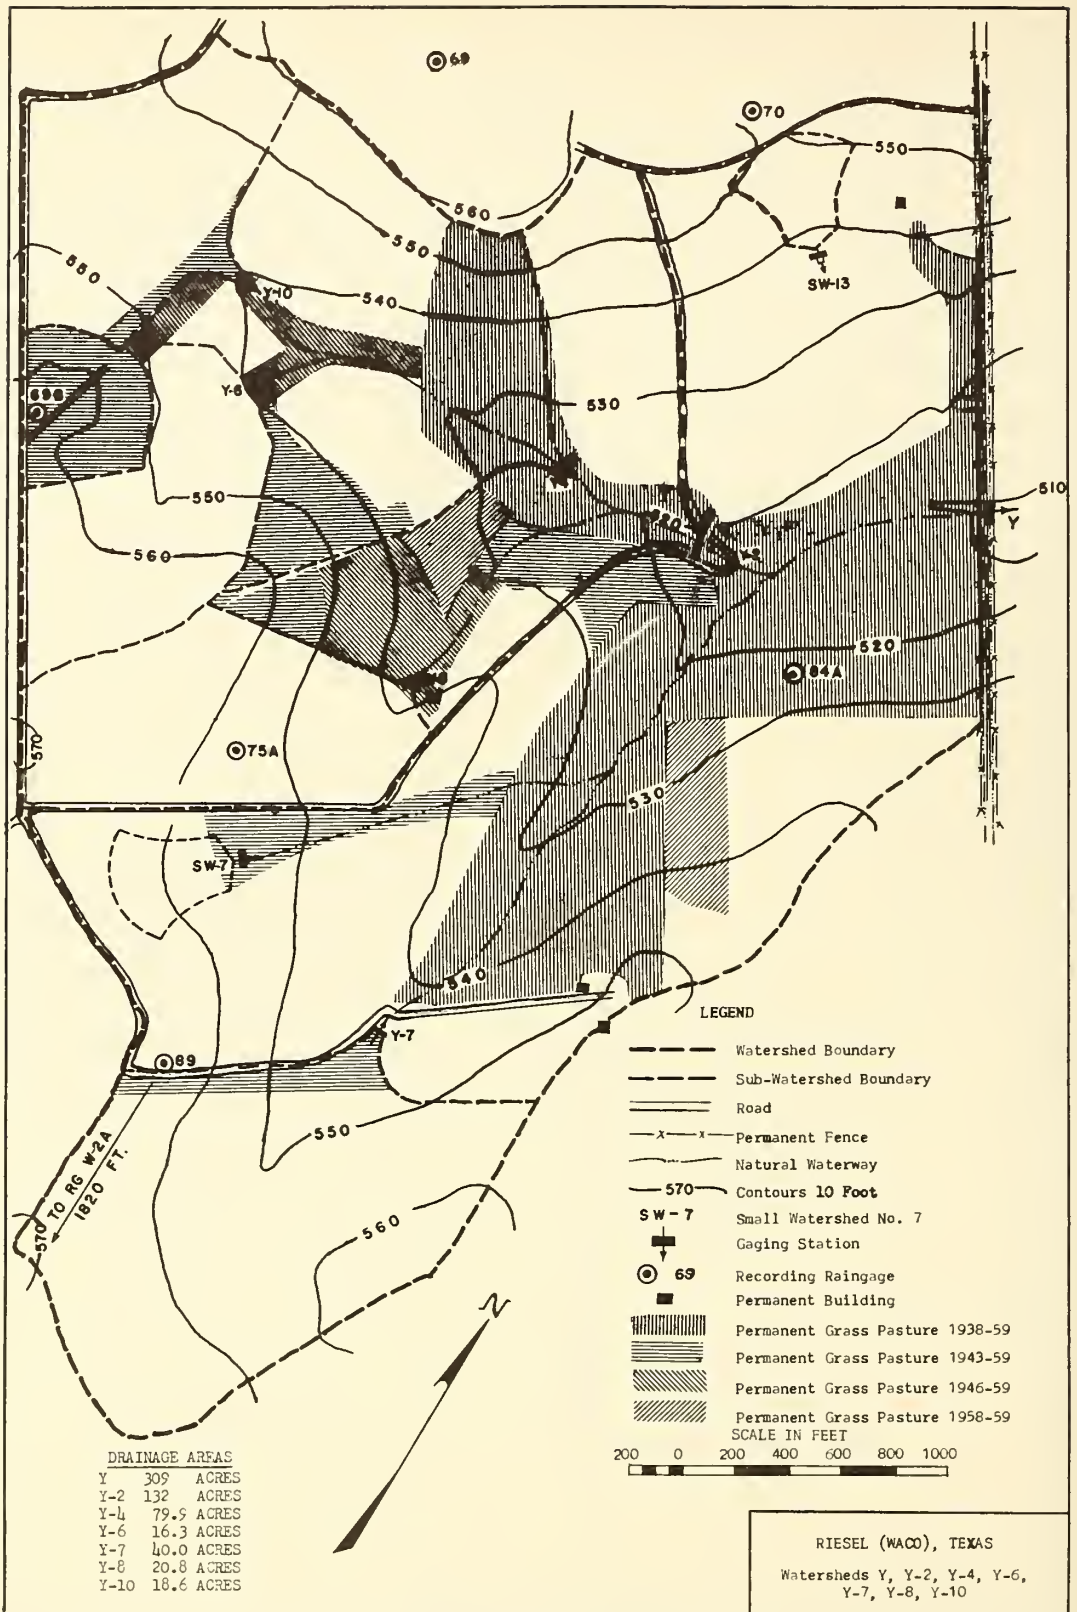 69
70
550
560
550
SW-13
550
Y-10
540
Y-6
69B
530
550
510
Y
520
560
520
84A
570
75A
530
SW-7
540
Y-7
89
550
TO RG W-2A
1820 FT.
570
560
N
LEGEND
Watershed Boundary
Sub-Watershed Boundary
Road
x x Permanent Fence
Natural Waterway
570 Contours 10 Foot
SW-7 Small Watershed No. 7
Gaging Station
69 Recording Raingage
Permanent Building
Permanent Grass Pasture 1938-59
Permanent Grass Pasture 1943-59
Permanent Grass Pasture 1946-59
Permanent Grass Pasture 1958-59
SCALE IN FEET
200 0 200 400 600 800 1000
DRAINAGE AREAS
Y 309 ACRES
Y-2 132 ACRES
Y-4 79.9 ACRES
Y-6 16.3 ACRES
Y-7 40.0 ACRES
Y-8 20.8 ACRES
Y-10 18.6 ACRES
RIESEL (WACO), TEXAS
Watersheds Y, Y-2, Y-4, Y-6,
Y-7, Y-8, Y-10